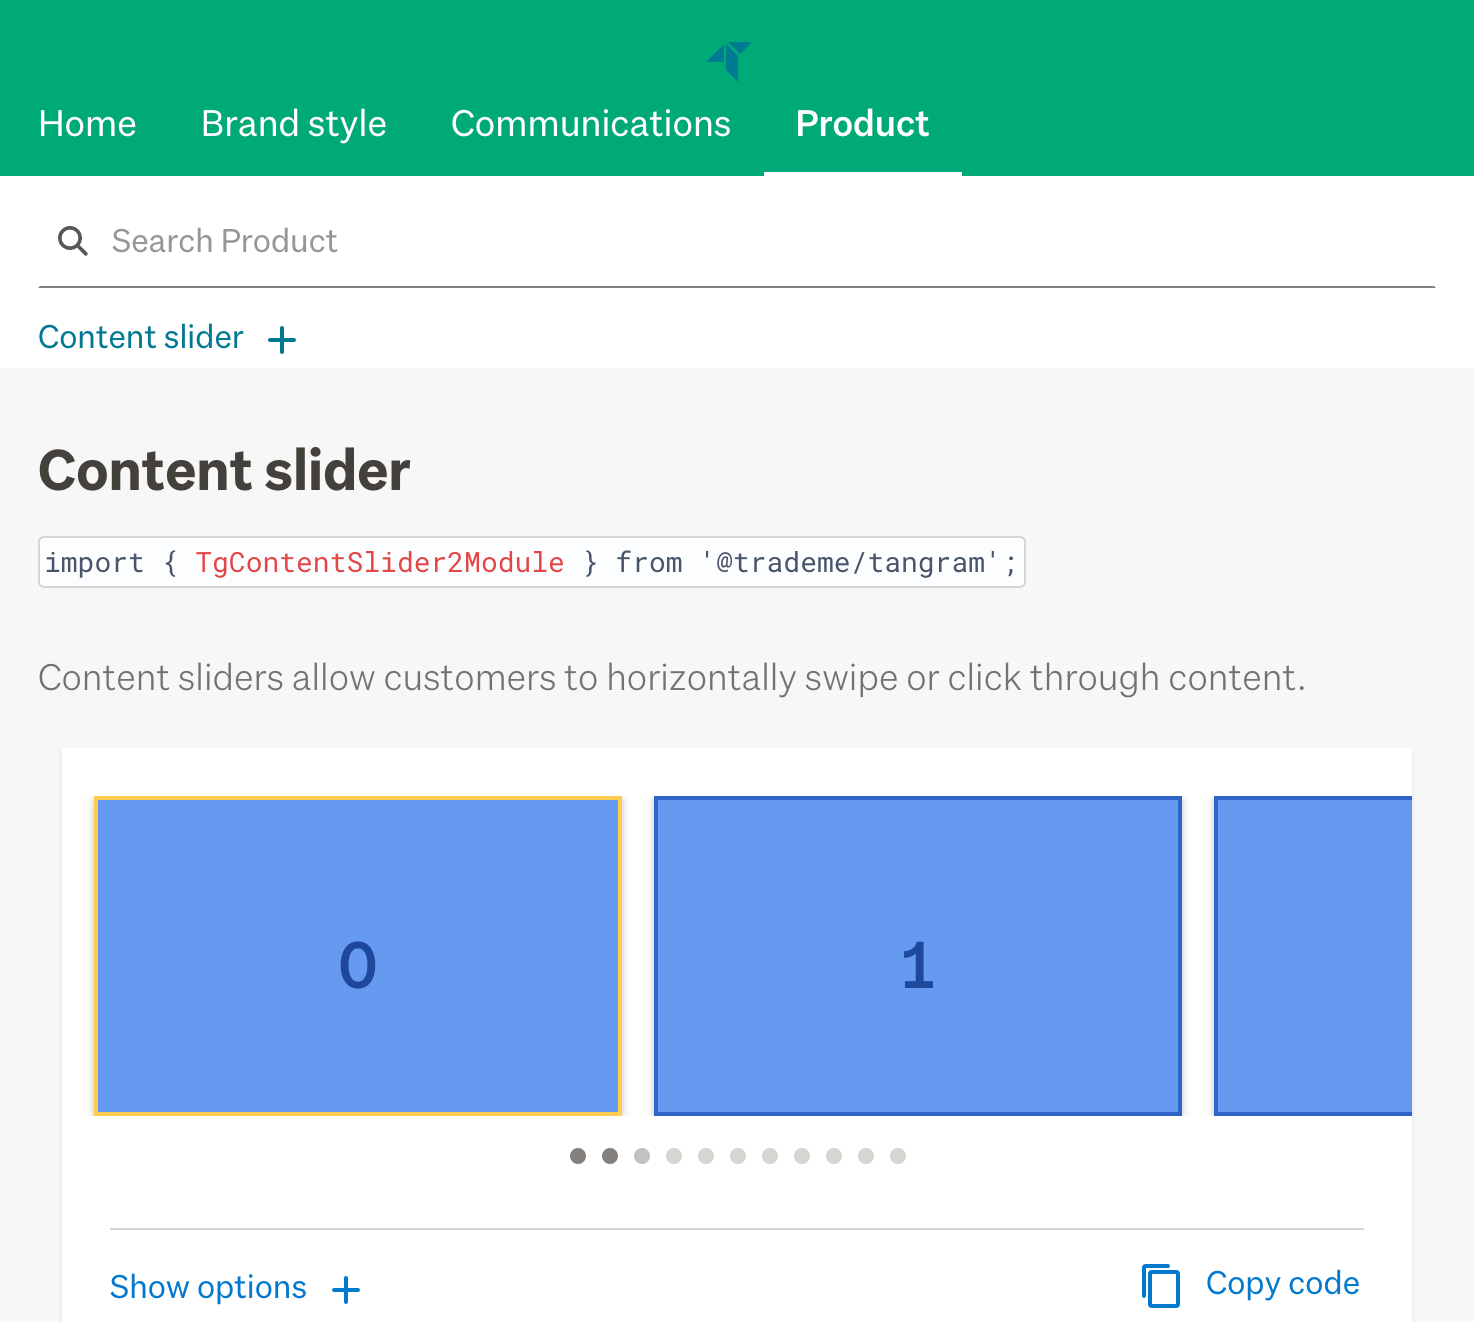 Home Brand style Communications Product
Search Product
Content slider
Content slider
import { TgContentSlider2Module } from '@trademe/tangram';
Content sliders allow customers to horizontally swipe or click through content.
0 1
Show options Copy code